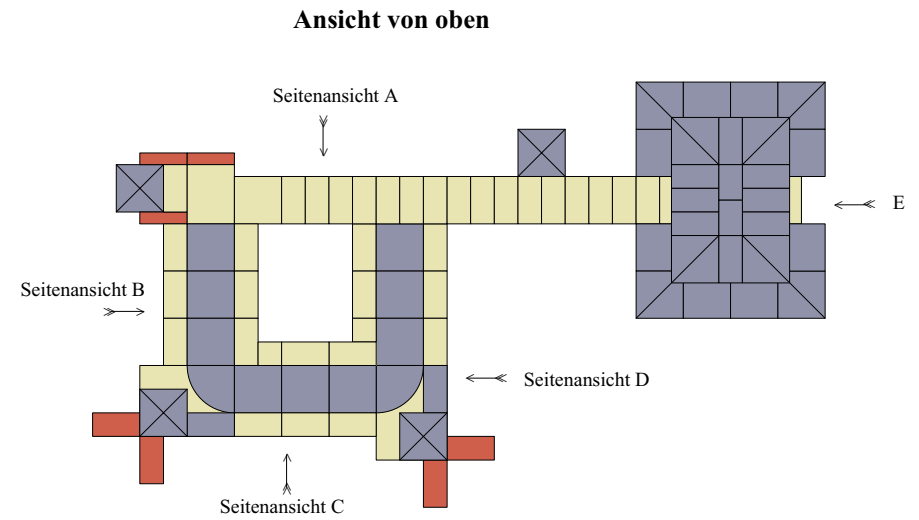 Ansicht von oben
Seitenansicht A
E
Seitenansicht B
Seitenansicht D
Seitenansicht C